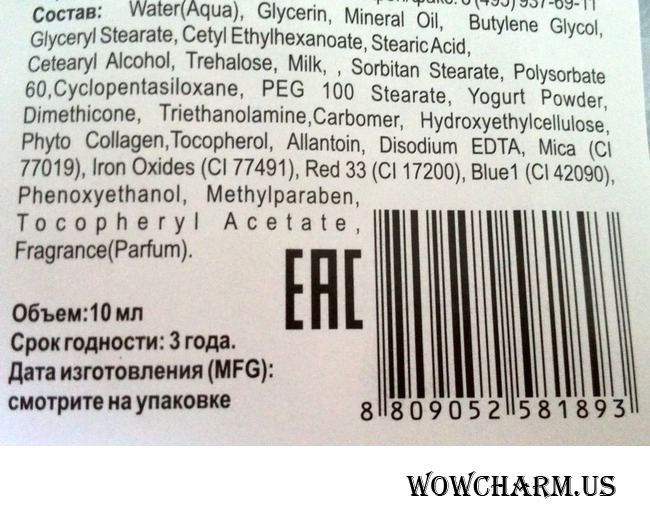 Состав: Water(Aqua), Glycerin, Mineral Oil, Butylene Glycol,
Glyceryl Stearate, Cetyl Ethylhexanoate, Stearic Acid,
Cetearyl Alcohol, Trehalose, Milk, , Sorbitan Stearate, Polysorbate
60,Cyclopentasiloxane, PEG 100 Stearate, Yogurt Powder,
Dimethicone, Triethanolamine,Carbomer, Hydroxyethylcellulose,
Phyto Collagen,Tocopherol, Allantoin, Disodium EDTA, Mica (CI
77019), Iron Oxides (CI 77491), Red 33 (CI 17200), Blue1 (CI 42090),
Phenoxyethanol, Methylparaben,
Tocopheryl Acetate,
Fragrance(Parfum).
EAC
Объем:10 мл
Срок годности: 3 года.
Дата изготовления (MFG):
смотрите на упаковке
8 809052 581893
WOWCHARM.US